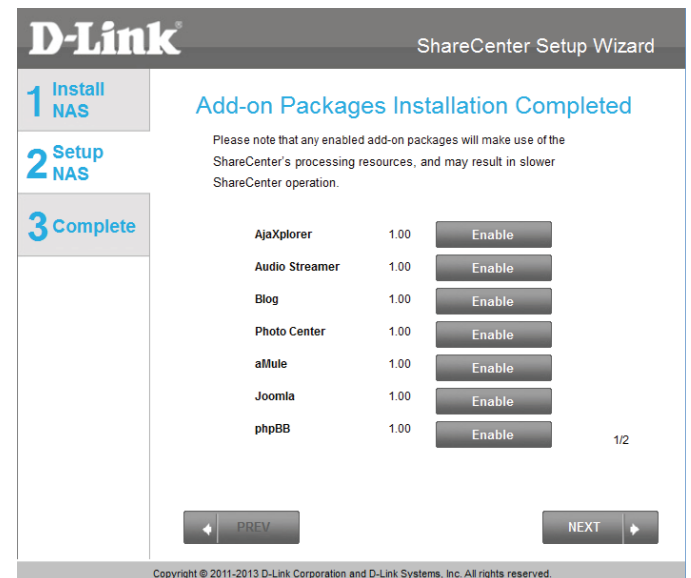 D-Link
ShareCenter Setup Wizard
1 Install NAS
2 Setup NAS
3 Complete
Add-on Packages Installation Completed
Please note that any enabled add-on packages will make use of the
ShareCenter's processing resources, and may result in slower
ShareCenter operation.
AjaXplorer 1.00 Enable
Audio Streamer 1.00 Enable
Blog 1.00 Enable
Photo Center 1.00 Enable
aMule 1.00 Enable
Joomla 1.00 Enable
phpBB 1.00 Enable
1/2
PREV
NEXT
Copyright © 2011-2013 D-Link Corporation and D-Link Systems, Inc. All rights reserved.